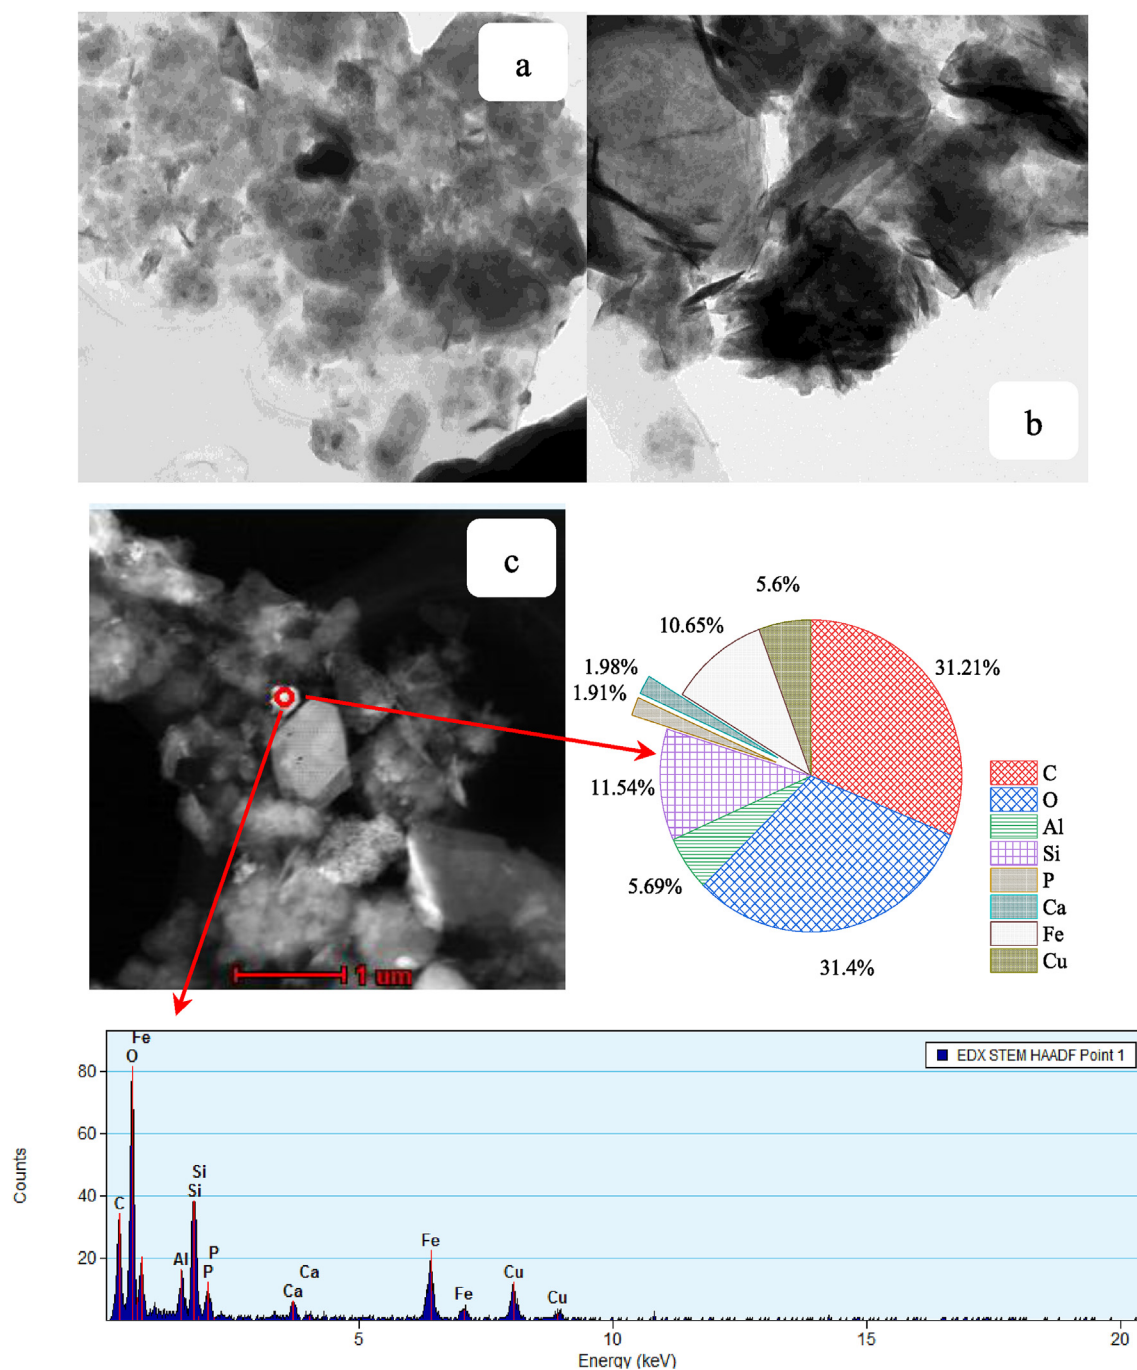 a
b
c
1 um
5.6%
10.65%
31.21%
1.98%
1.91%
11.54%
5.69%
31.4%
C
O
Al
Si
P
Ca
Fe
Cu
EDX STEM HAADF Point 1
Counts
80
60
40
20
Fe
O
C
Si
Si
Al
P
P
Ca
Ca
Fe
Fe
Cu
Cu
5
10
15
20
Energy (keV)